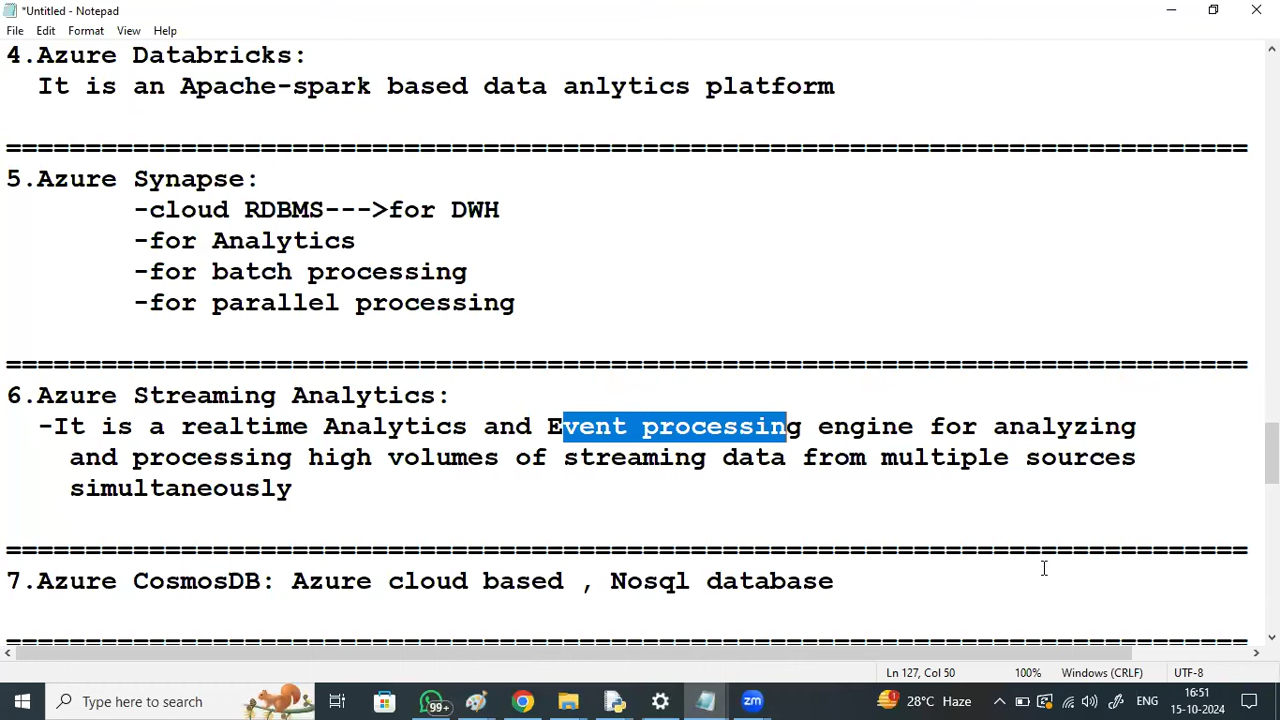 *Untitled - Notepad
File Edit Format View Help
4.Azure Databricks:
It is an Apache-spark based data anlytics platform
==============================================================================
5.Azure Synapse:
-cloud RDBMS--->for DWH
-for Analytics
-for batch processing
-for parallel processing
==============================================================================
6.Azure Streaming Analytics:
-It is a realtime Analytics and Event processing engine for analyzing
and processing high volumes of streaming data from multiple sources
simultaneously
==============================================================================
7.Azure CosmosDB: Azure cloud based , Nosql database
==============================================================================
Ln 127, Col 50 100% Windows (CRLF) UTF-8
Type here to search 99+ zm 1 28°C Haze ENG 16:51
15-10-2024